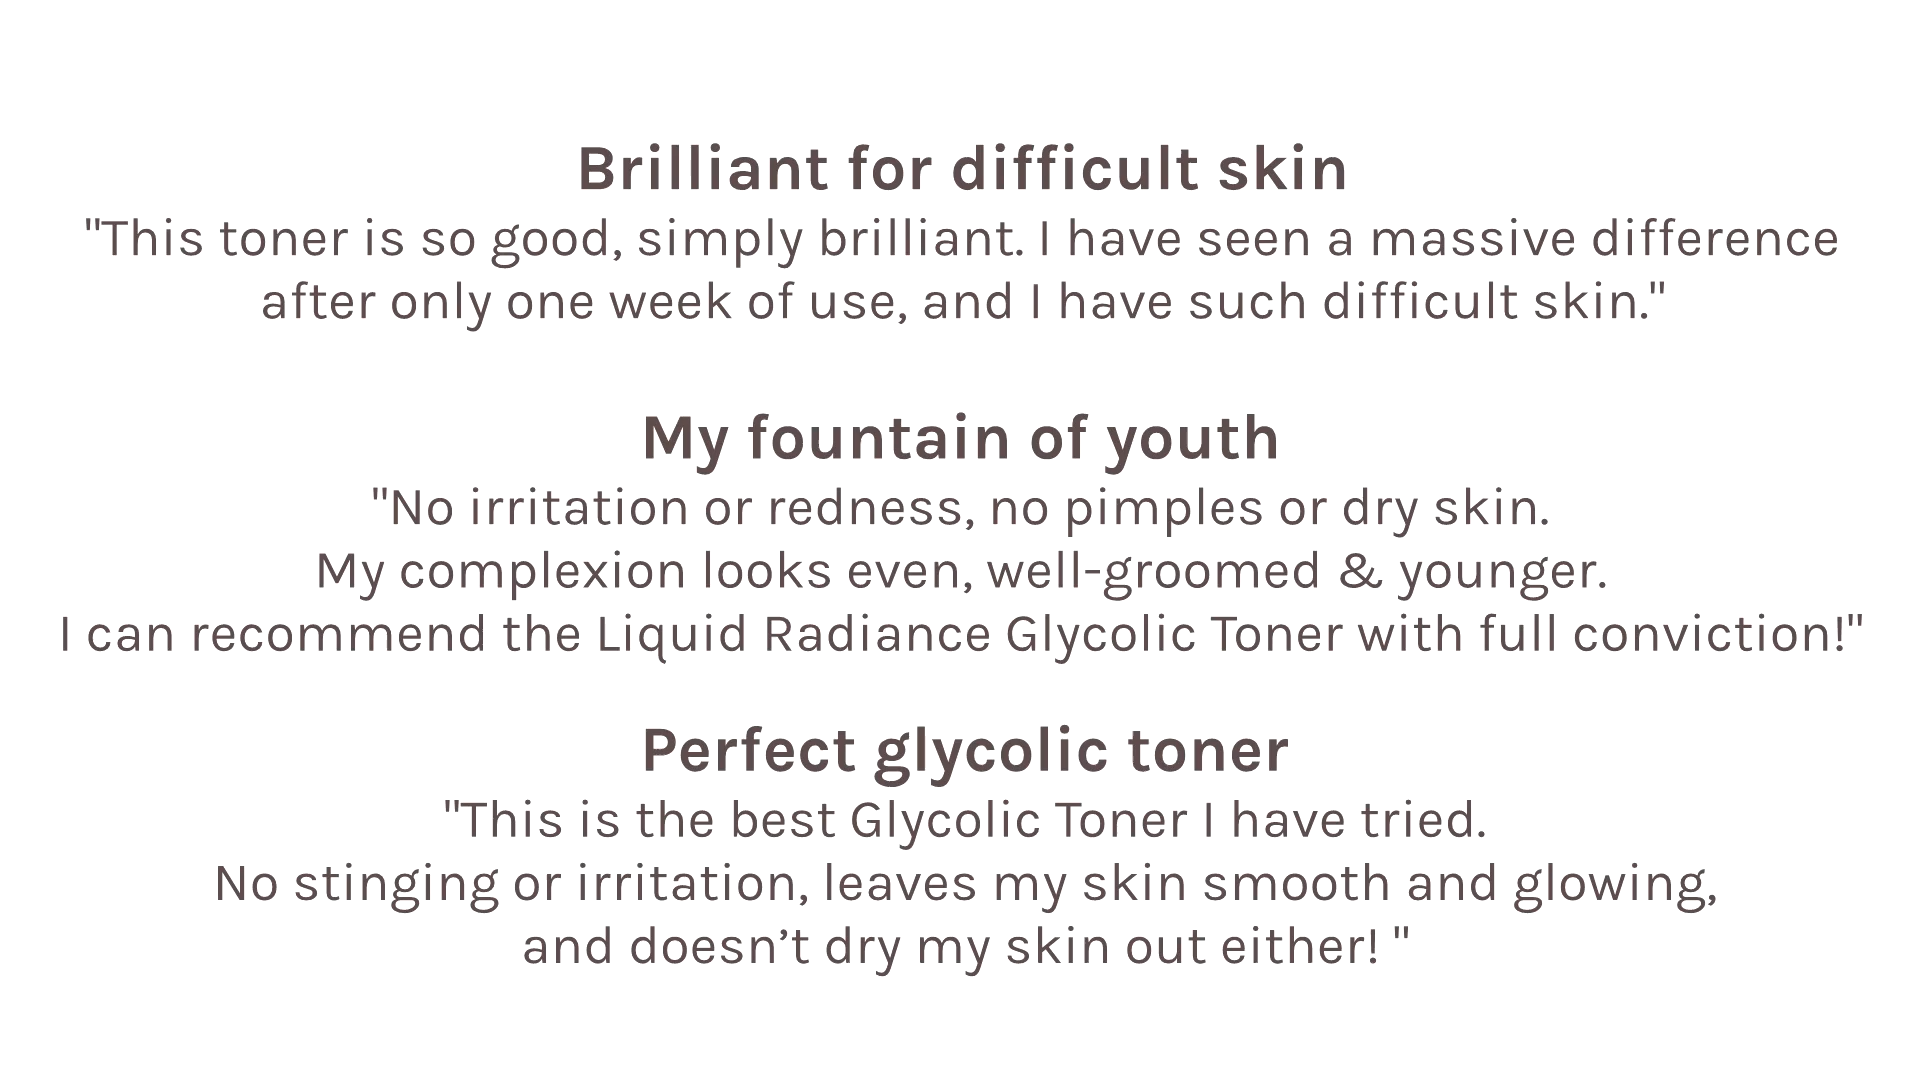 Brilliant for difficult skin
"This toner is so good, simply brilliant. I have seen a massive difference
after only one week of use, and I have such difficult skin."
My fountain of youth
"No irritation or redness, no pimples or dry skin.
My complexion looks even, well-groomed & younger.
I can recommend the Liquid Radiance Glycolic Toner with full conviction!"
Perfect glycolic toner
"This is the best Glycolic Toner I have tried.
No stinging or irritation, leaves my skin smooth and glowing,
and doesn’t dry my skin out either! "